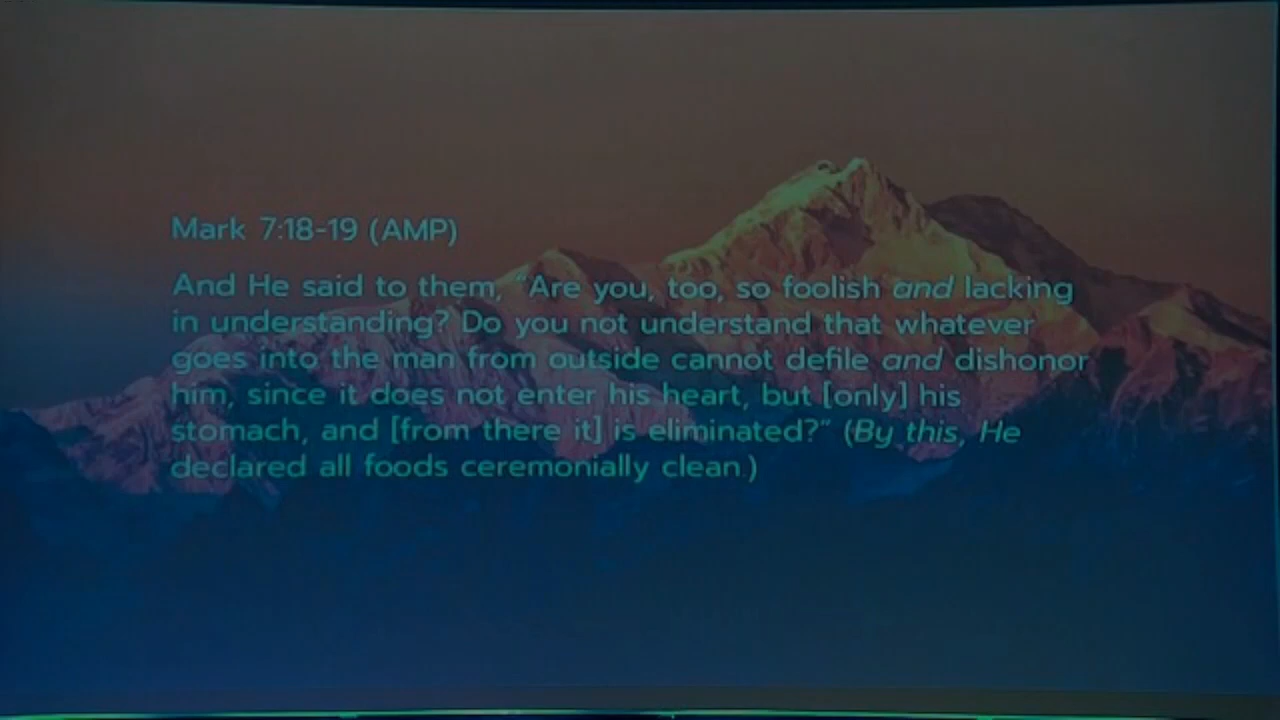 Mark 7:18-19 (AMP)
And He said to them, “Are you, too, so foolish and lacking
in understanding? Do you not understand that whatever
goes into the man from outside cannot defile and dishonor
him, since it does not enter his heart, but [only] his
stomach, and [from there it] is eliminated?” (By this, He
declared all foods ceremonially clean.)